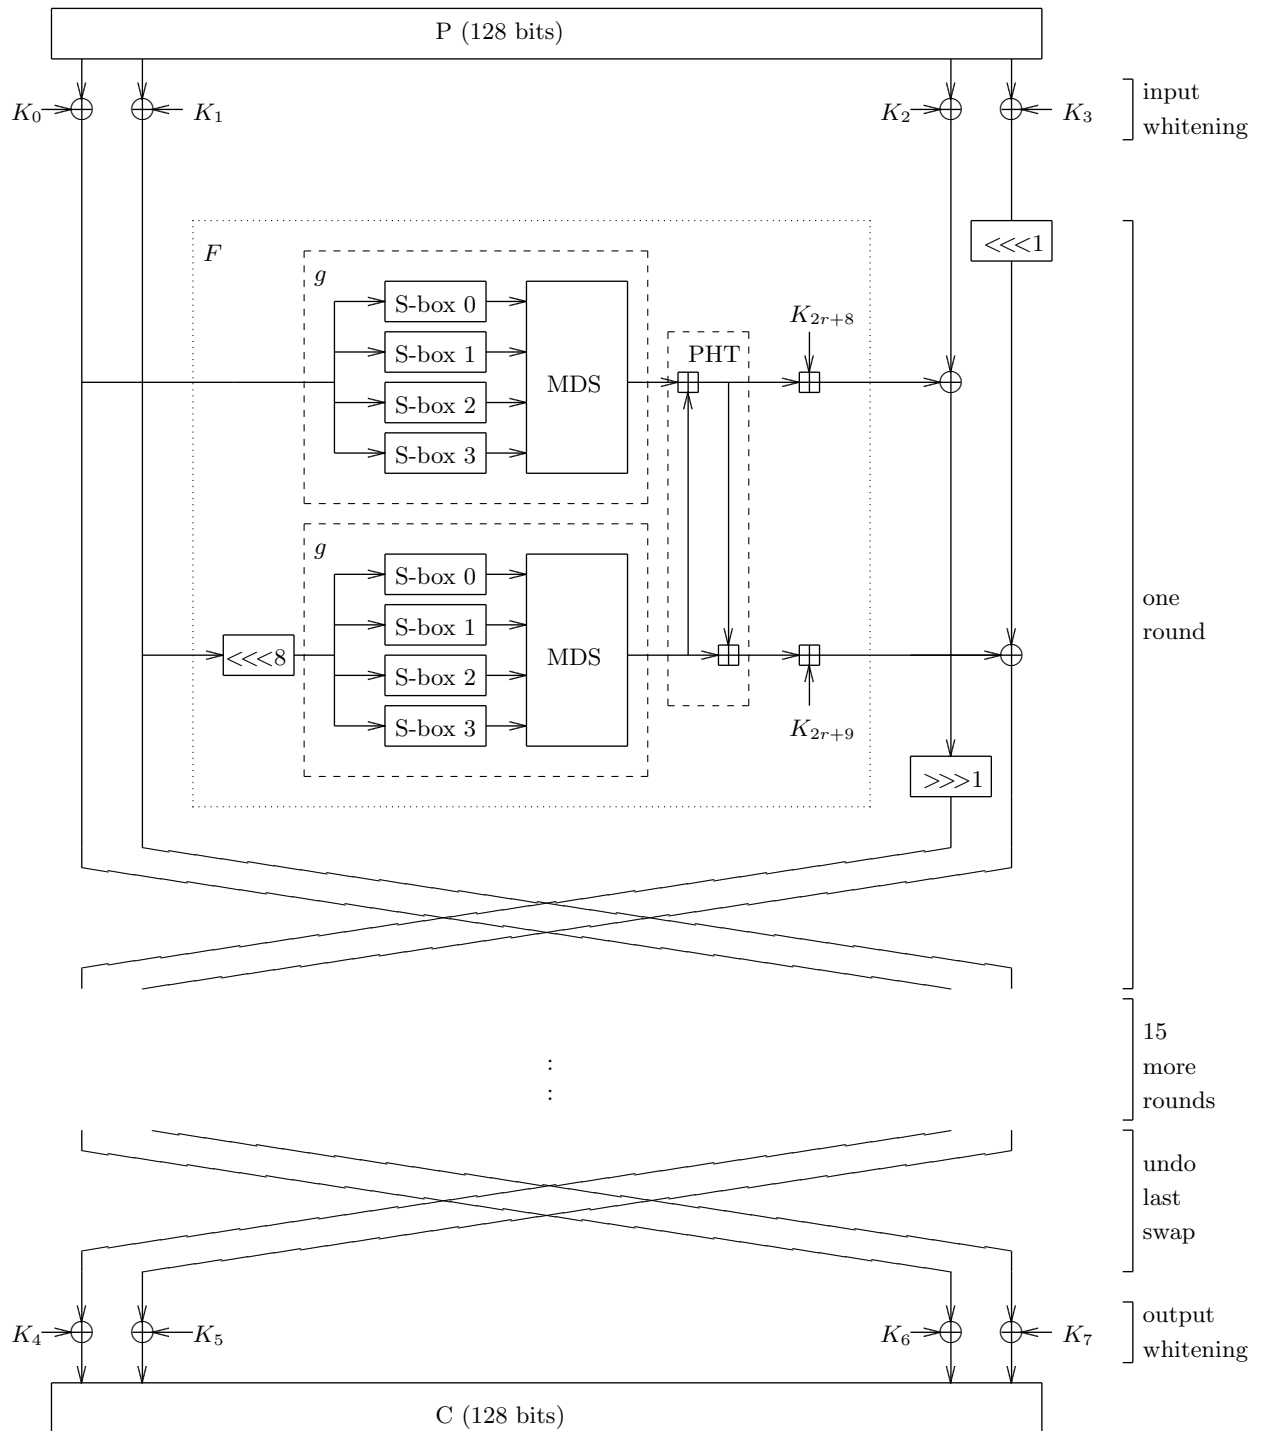 P (128 bits)
K₀ K₁ K₂ K₃
input
whitening
F
<<<1
g
S-box 0
S-box 1
S-box 2
S-box 3
MDS
PHT
K₂ᵣ₊₈
g
S-box 0
S-box 1
S-box 2
S-box 3
MDS
<<<8
K₂ᵣ₊₉
>>>1
one
round
:
:
15
more
rounds
undo
last
swap
K₄ K₅ K₆ K₇
output
whitening
C (128 bits)